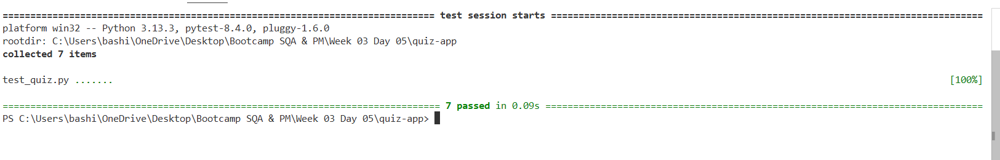 ============================================================================== test session starts ==============================================================================
platform win32 -- Python 3.13.3, pytest-8.4.0, pluggy-1.6.0
rootdir: C:\Users\bashi\OneDrive\Desktop\Bootcamp SQA & PM\Week 03 Day 05\quiz-app
collected 7 items
test_quiz.py ....... [100%]
=============================================================================== 7 passed in 0.09s ===============================================================================
PS C:\Users\bashi\OneDrive\Desktop\Bootcamp SQA & PM\Week 03 Day 05\quiz-app>